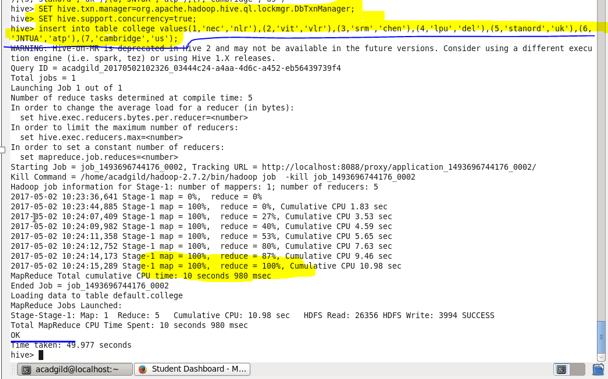 hive> SET hive.txn.manager=org.apache.hadoop.hive.ql.lockmgr.DbTxnManager;
hive> SET hive.support.concurrency=true;
hive> insert into table college values(1,'nec','nlr'),(2,'vit','vlr'),(3,'srm','chen'),(4,'lpu','del'),(5,'stanord','uk'),(6,
'JNTUA','atp'),(7,'cambridge','us');
WARNING: Hive-on-MR is deprecated in Hive 2 and may not be available in the future versions. Consider using a different execu
tion engine (i.e. spark, tez) or using Hive 1.X releases.
Query ID = acadgild_20170502102326_03444c24-a4aa-4d6c-a452-eb56439739f4
Total jobs = 1
Launching Job 1 out of 1
Number of reduce tasks determined at compile time: 5
In order to change the average load for a reducer (in bytes):
set hive.exec.reducers.bytes.per.reducer=<number>
In order to limit the maximum number of reducers:
set hive.exec.reducers.max=<number>
In order to set a constant number of reducers:
set mapreduce.job.reduces=<number>
Starting Job = job_1493696744176_0002, Tracking URL = http://localhost:8088/proxy/application_1493696744176_0002/
Kill Command = /home/acadgild/hadoop-2.7.2/bin/hadoop job -kill job_1493696744176_0002
Hadoop job information for Stage-1: number of mappers: 1; number of reducers: 5
2017-05-02 10:23:36,641 Stage-1 map = 0%, reduce = 0%
2017-05-02 10:23:44,885 Stage-1 map = 100%, reduce = 0%, Cumulative CPU 1.83 sec
2017-05-02 10:24:07,409 Stage-1 map = 100%, reduce = 27%, Cumulative CPU 3.53 sec
2017-05-02 10:24:09,982 Stage-1 map = 100%, reduce = 40%, Cumulative CPU 4.59 sec
2017-05-02 10:24:11,358 Stage-1 map = 100%, reduce = 53%, Cumulative CPU 5.65 sec
2017-05-02 10:24:12,752 Stage-1 map = 100%, reduce = 80%, Cumulative CPU 7.63 sec
2017-05-02 10:24:14,173 Stage-1 map = 100%, reduce = 87%, Cumulative CPU 9.46 sec
2017-05-02 10:24:15,289 Stage-1 map = 100%, reduce = 100%, Cumulative CPU 10.98 sec
MapReduce Total cumulative CPU time: 10 seconds 980 msec
Ended Job = job_1493696744176_0002
Loading data to table default.college
MapReduce Jobs Launched:
Stage-Stage-1: Map: 1 Reduce: 5 Cumulative CPU: 10.98 sec HDFS Read: 26356 HDFS Write: 3994 SUCCESS
Total MapReduce CPU Time Spent: 10 seconds 980 msec
OK
Time taken: 49.977 seconds
hive>
acadgild@localhost:~
Student Dashboard - M...